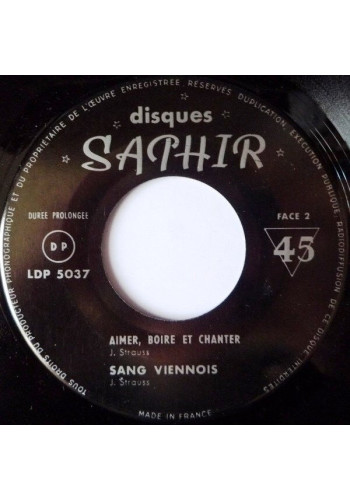 TOUS DROITS DU PRODUCTEUR PHONOGRAPHIQUE ET DU PROPRIETAIRE DE L'ŒUVRE ENREGISTREE RESERVES. DUPLICATION, EXECUTION PUBLIQUE, RADIODIFFUSION DE CE DISQUE INTERDITES
disques
SAPHIR
DUREE PROLONGEE
FACE 2
DP
45
LDP 5037
AIMER, BOIRE ET CHANTER
J. Strauss
SANG VIENNOIS
J. Strauss
MADE IN FRANCE